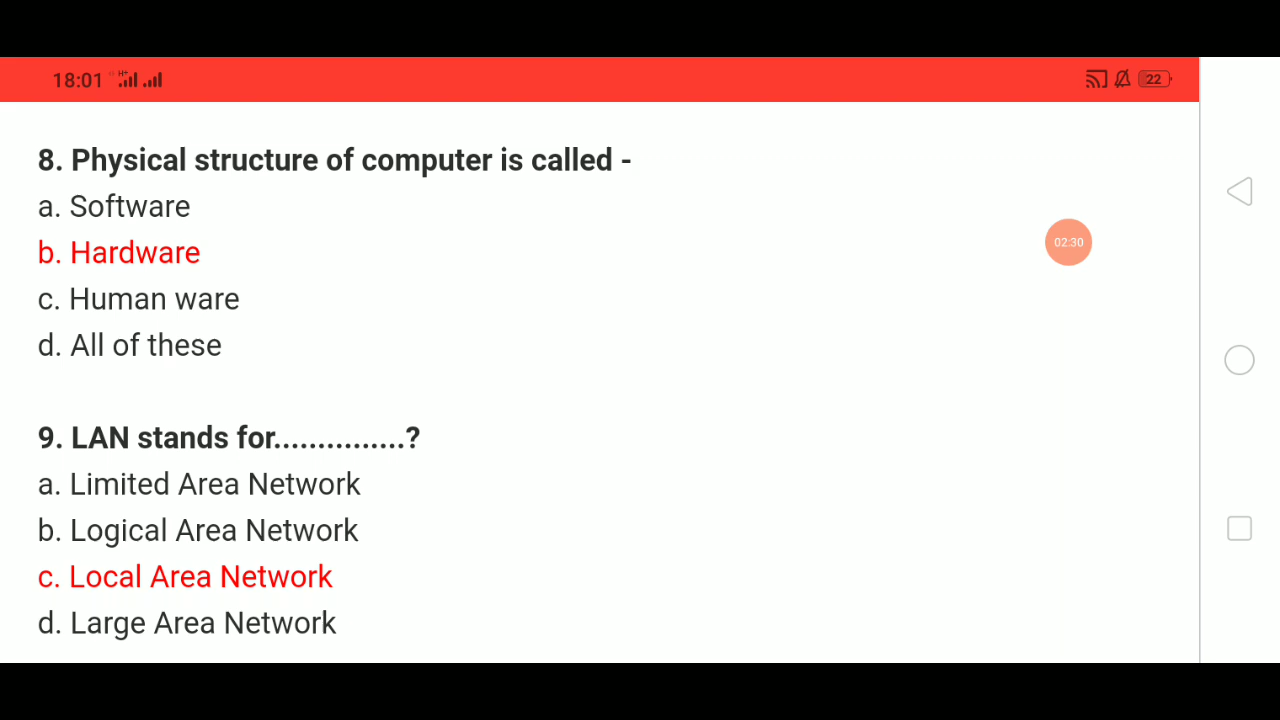 18:01 H+ 22
8. Physical structure of computer is called -
a. Software
b. Hardware
02:30
c. Human ware
d. All of these
9. LAN stands for...............?
a. Limited Area Network
b. Logical Area Network
c. Local Area Network
d. Large Area Network